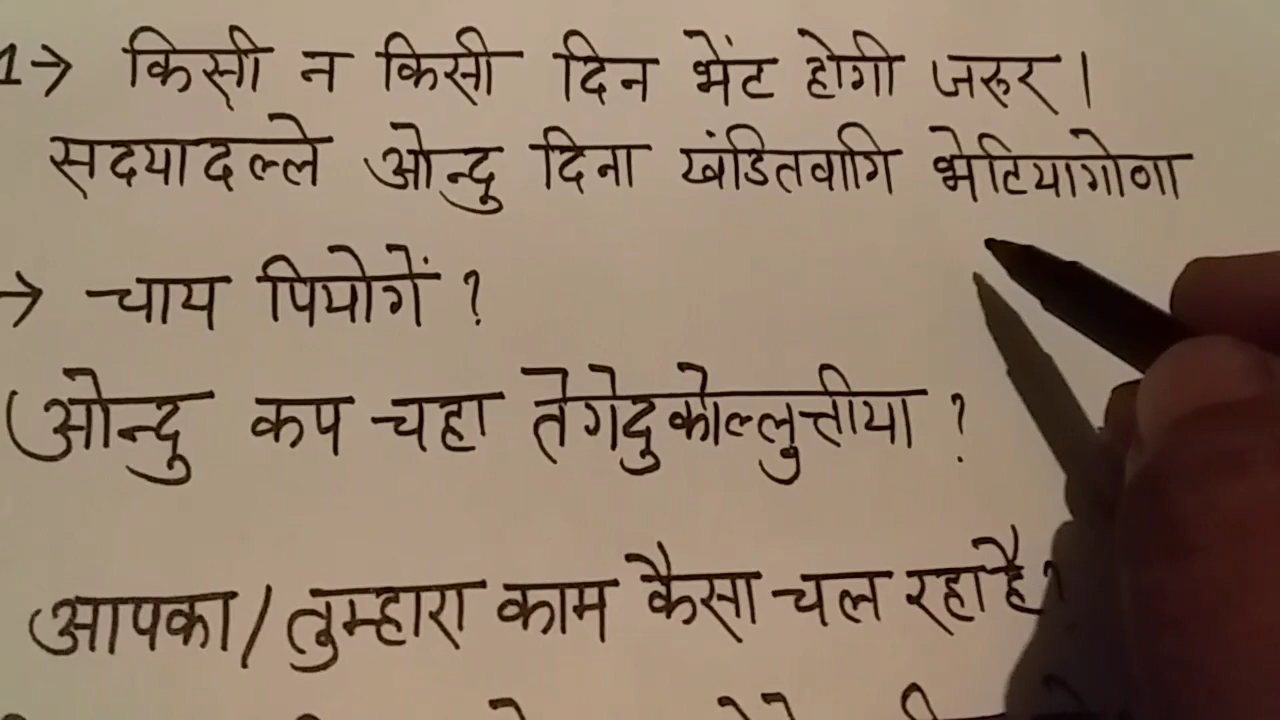 1→ किसी न किसी दिन भेंट होगी जरुर।
सदयादल्ले ओन्दु दिना खंडितवागि भेटियागोणा
→ चाय पियोगें ?
ओन्दु कप चहा तेगेदुकोल्लुत्तीया ?
आपका/तुम्हारा काम कैसा चल रहा है?